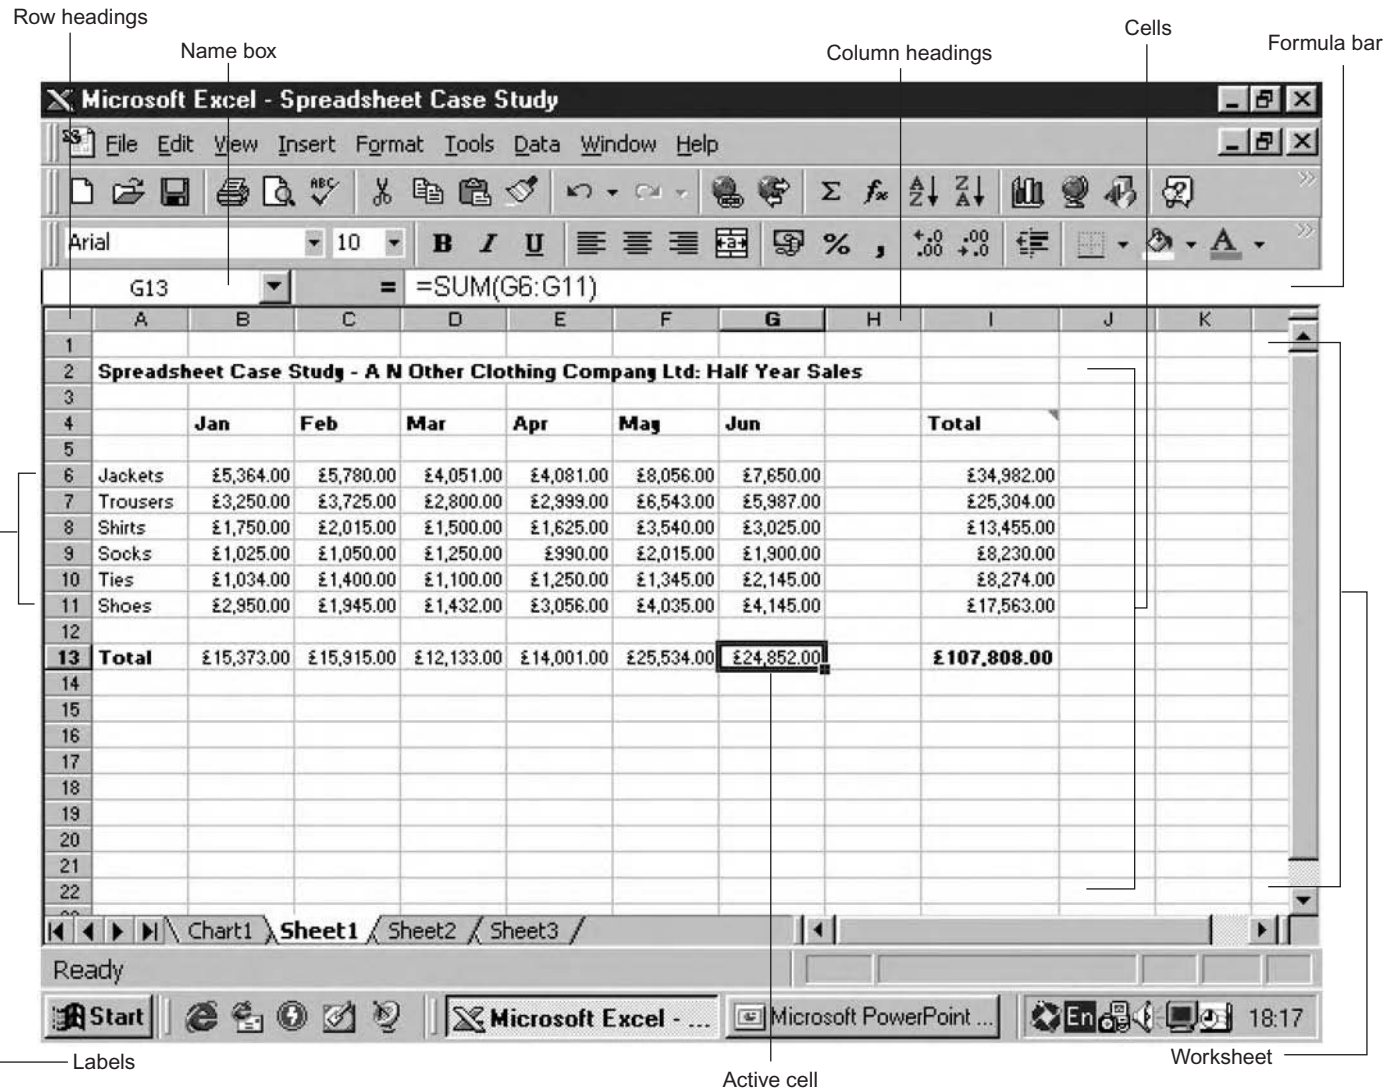 Row headings
Name box
Column headings
Cells
Formula bar
Microsoft Excel - Spreadsheet Case Study
File Edit View Insert Format Tools Data Window Help
ABC Σ fx A Z Z A
Arial 10 B I U a % , .0 .00 .00 .0 A
G13 = =SUM(G6:G11)
A B C D E F G H I J K
1
2 Spreadsheet Case Study - A N Other Clothing Company Ltd: Half Year Sales
3
4 Jan Feb Mar Apr May Jun Total
5
6 Jackets £5,364.00 £5,780.00 £4,051.00 £4,081.00 £8,056.00 £7,650.00 £34,982.00
7 Trousers £3,250.00 £3,725.00 £2,800.00 £2,999.00 £6,543.00 £5,987.00 £25,304.00
8 Shirts £1,750.00 £2,015.00 £1,500.00 £1,625.00 £3,540.00 £3,025.00 £13,455.00
9 Socks £1,025.00 £1,050.00 £1,250.00 £990.00 £2,015.00 £1,900.00 £8,230.00
10 Ties £1,034.00 £1,400.00 £1,100.00 £1,250.00 £1,345.00 £2,145.00 £8,274.00
11 Shoes £2,950.00 £1,945.00 £1,432.00 £3,056.00 £4,035.00 £4,145.00 £17,563.00
12
13 Total £15,373.00 £15,915.00 £12,133.00 £14,001.00 £25,534.00 £24,852.00 £107,808.00
14
15
16
17
18
19
20
21
22
Chart1 Sheet1 Sheet2 Sheet3
Ready
Start Microsoft Excel - ... Microsoft PowerPoint ... En 18:17
Labels
Active cell
Worksheet